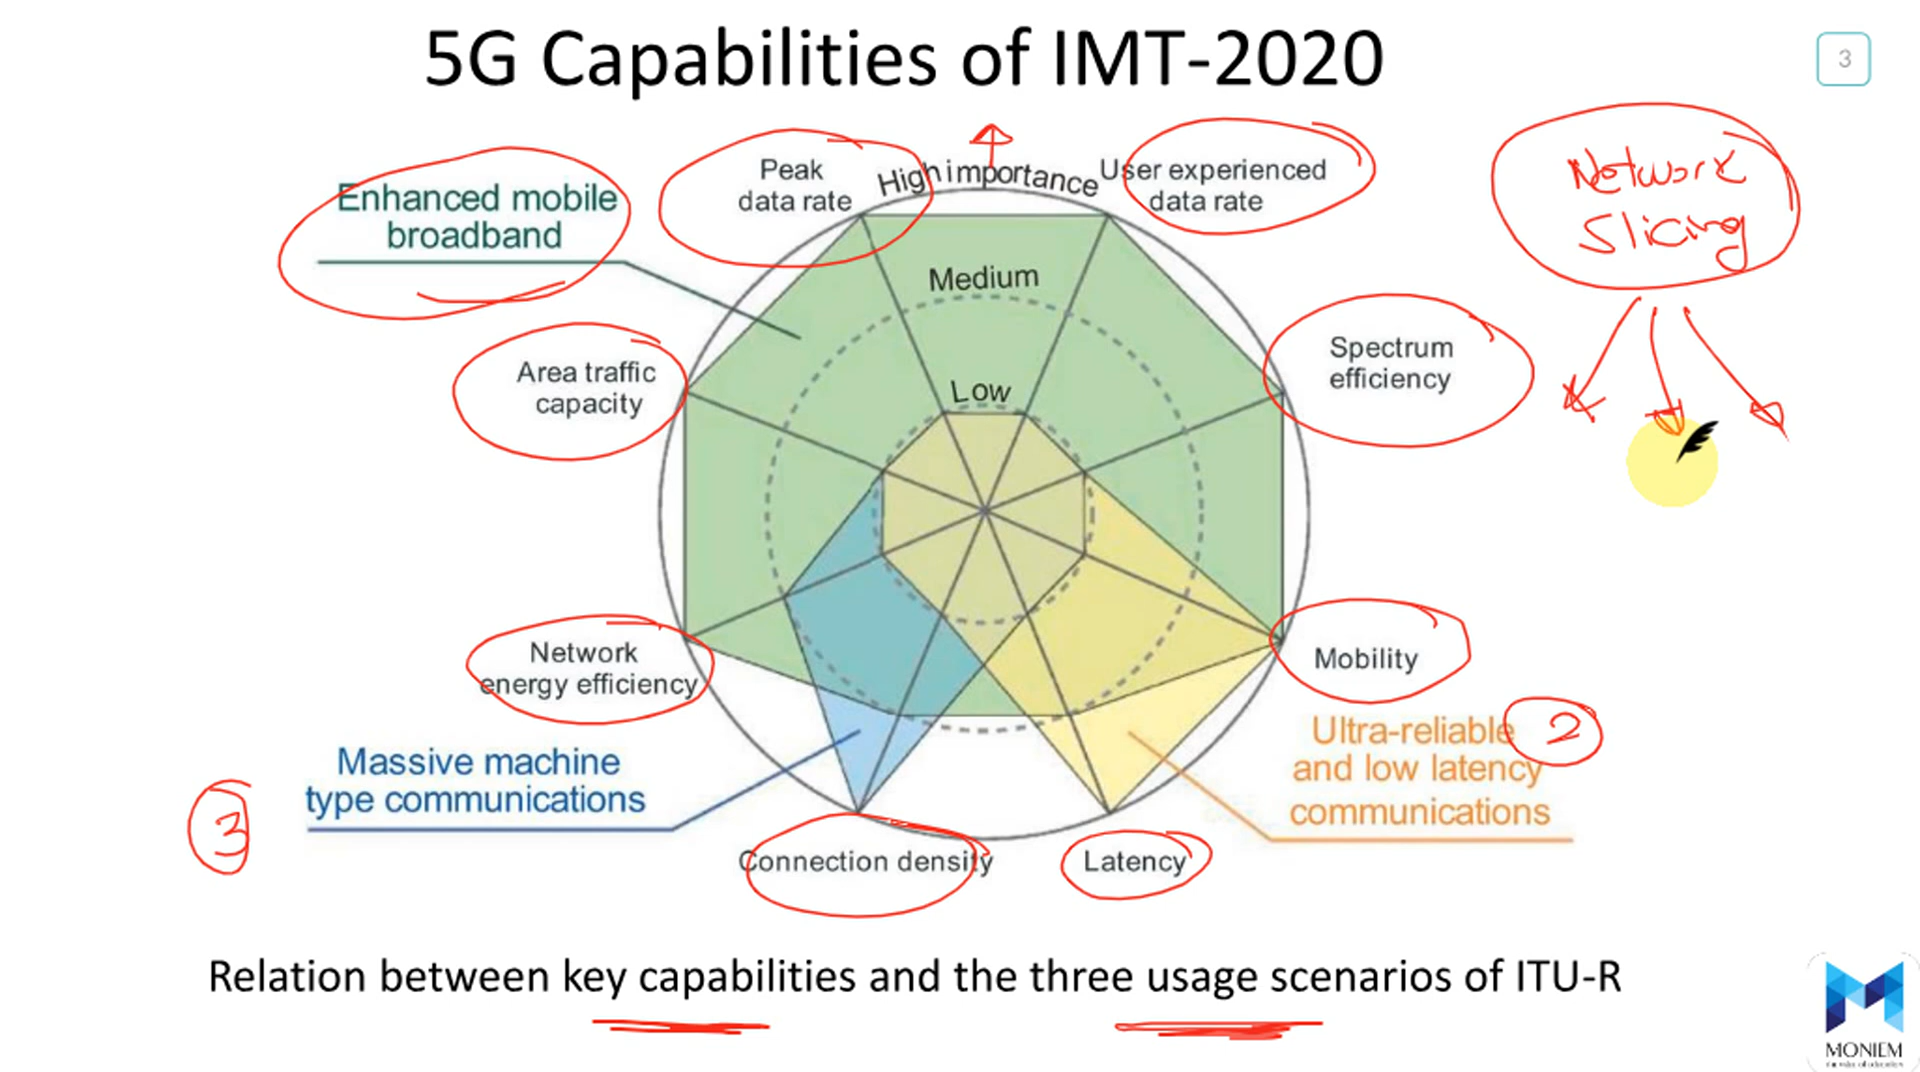 5G Capabilities of IMT-2020
3
Enhanced mobile
broadband
Peak
data rate
High importance
User experienced
data rate
Network
Slicing
Medium
Area traffic
capacity
Low
Spectrum
efficiency
Network
energy efficiency
Mobility
Massive machine
type communications
3
Ultra-reliable
and low latency
communications
2
Connection density
Latency
Relation between key capabilities and the three usage scenarios of ITU-R
MONIEM